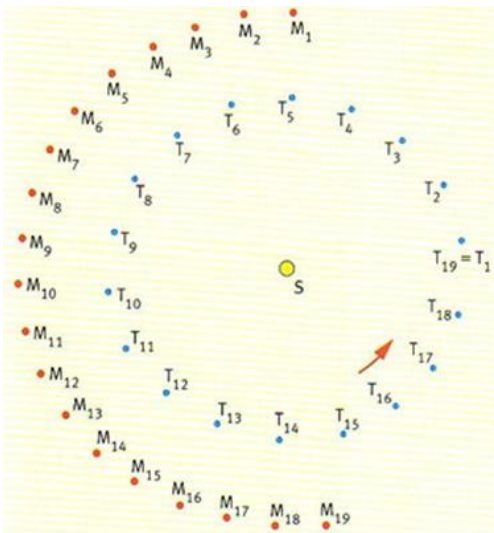 M₁
M₂
M₃
M₄
M₅
M₆
M₇
M₈
M₉
M₁₀
M₁₁
M₁₂
M₁₃
M₁₄
M₁₅
M₁₆
M₁₇
M₁₈
M₁₉
T₁₉ = T₁
T₂
T₃
T₄
T₅
T₆
T₇
T₈
T₉
T₁₀
T₁₁
T₁₂
T₁₃
T₁₄
T₁₅
T₁₆
T₁₇
T₁₈
S